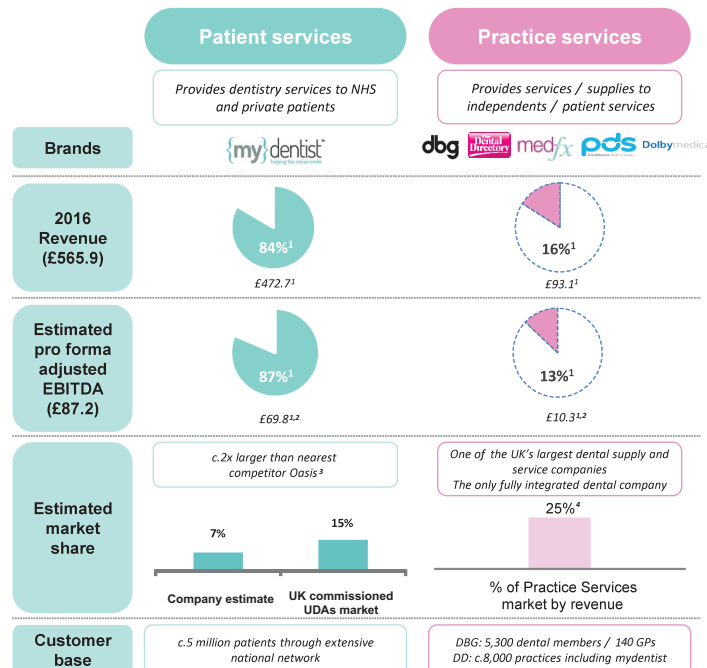 Patient services
Practice services
Provides dentistry services to NHS
and private patients
Provides services / supplies to
independents / patient services
Brands
{my}dentist™
helping the nation smile
dbg
Dental
Directory
medfx
pds
Dolbymedical
2016
Revenue
(£565.9)
84%¹
£472.7¹
16%¹
£93.1¹
Estimated
pro forma
adjusted
EBITDA
(£87.2)
87%¹
£69.8¹,²
13%¹
£10.3¹,²
Estimated
market
share
c.2x larger than nearest
competitor Oasis³
7%
15%
Company estimate
UK commissioned
UDAs market
One of the UK's largest dental supply and
service companies
The only fully integrated dental company
25%⁴
% of Practice Services
market by revenue
Customer
base
c.5 million patients through extensive
national network
DBG: 5,300 dental members / 140 GPs
DD: c.8,000 practices including mydentist